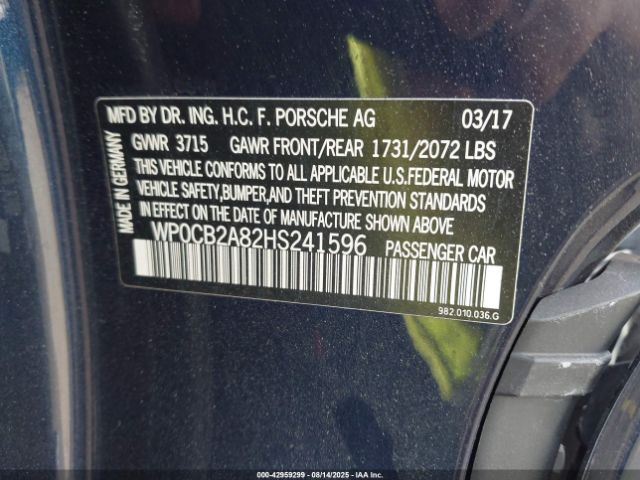 MFD BY DR. ING. H.C. F. PORSCHE AG 03/17
GVWR 3715 GAWR FRONT/REAR 1731/2072 LBS
THIS VEHICLE CONFORMS TO ALL APPLICABLE U.S.FEDERAL MOTOR
VEHICLE SAFETY,BUMPER,AND THEFT PREVENTION STANDARDS
IN EFFECT ON THE DATE OF MANUFACTURE SHOWN ABOVE
WP0CB2A82HS241596 PASSENGER CAR
MADE IN GERMANY
982.010.036.G
00-42959299 - 08/14/2025 - IAA Inc.